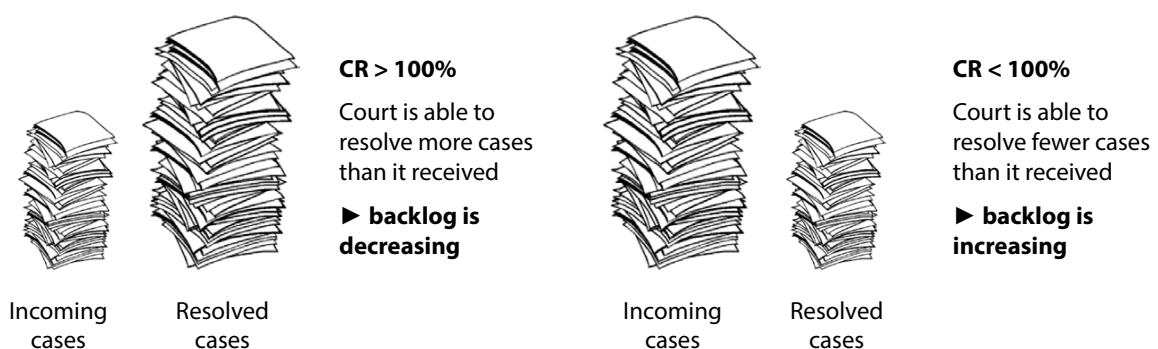 CR > 100%
Court is able to
resolve more cases
than it received
► backlog is
decreasing
Incoming
cases
Resolved
cases
CR < 100%
Court is able to
resolve fewer cases
than it received
► backlog is
increasing
Incoming
cases
Resolved
cases